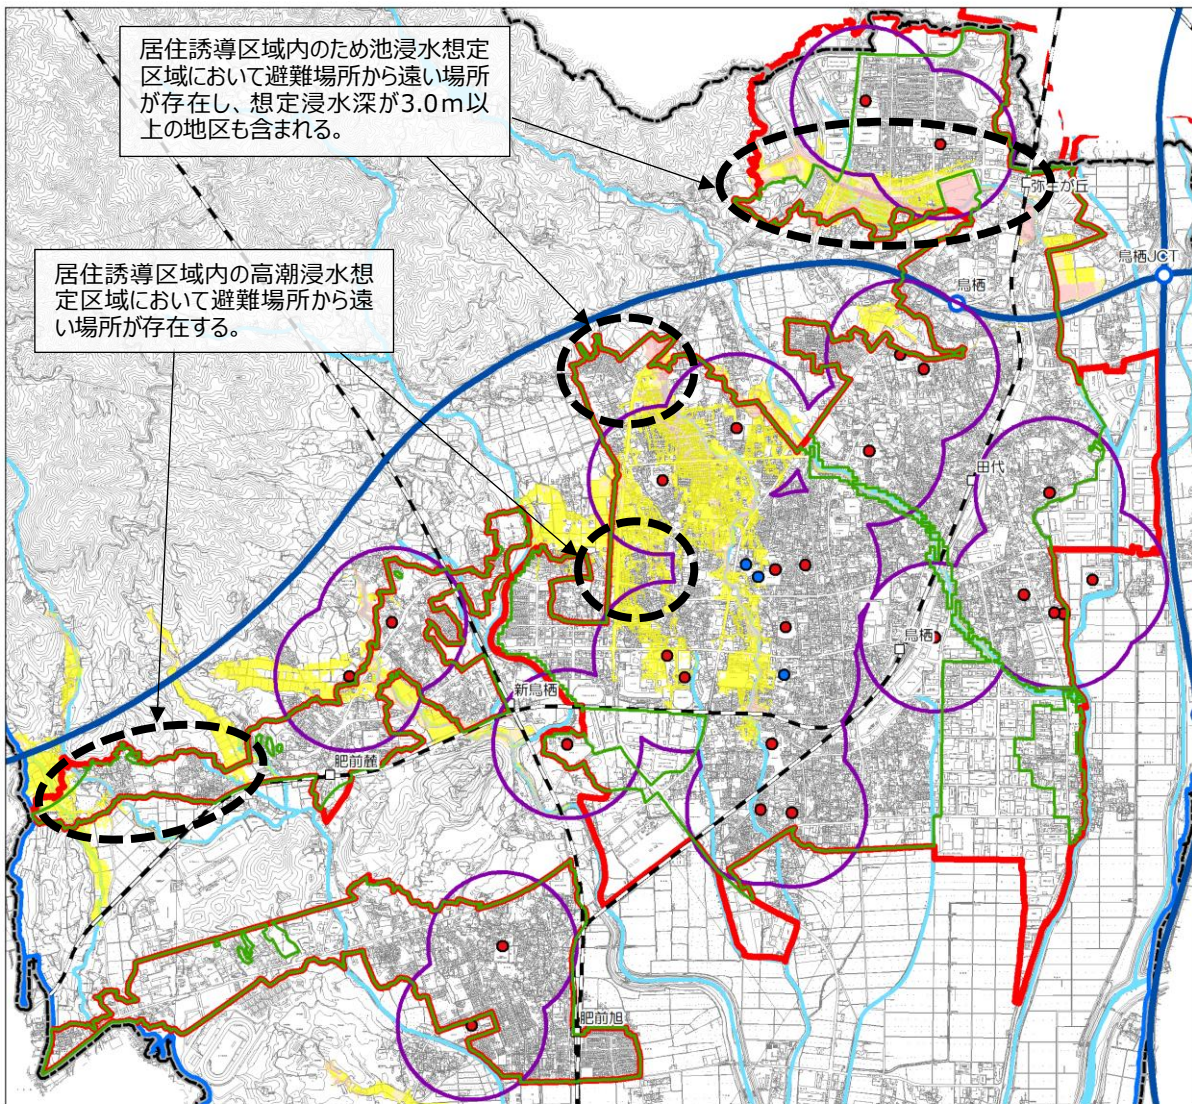 居住誘導区域内のため池浸水想定
区域において避難場所から遠い場所
が存在し、想定浸水深が3.0m以
上の地区も含まれる。
弥生が丘
居住誘導区域内の高潮浸水想
定区域において避難場所から遠
い場所が存在する。
鳥栖JCT
鳥栖
田代
鳥栖
新鳥栖
肥前麓
肥前旭